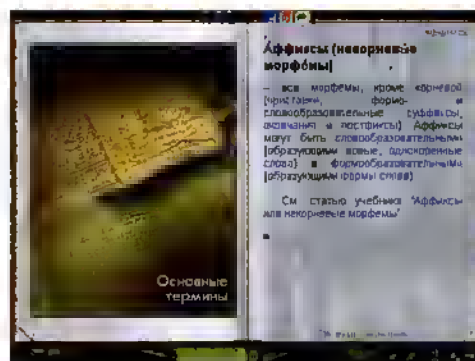 Основные
термины
Аффиксы (некорневые
морфемы)
– все морфемы, кроме корневой
(приставки, формо- и
словообразовательные суффиксы,
окончания и постфиксы). Аффиксы
могут быть словообразовательными
(образующими новые, однокоренные
слова) и формообразовательными
(образующими формы слова)
См. статью учебника "Аффиксы
или некорневые морфемы"